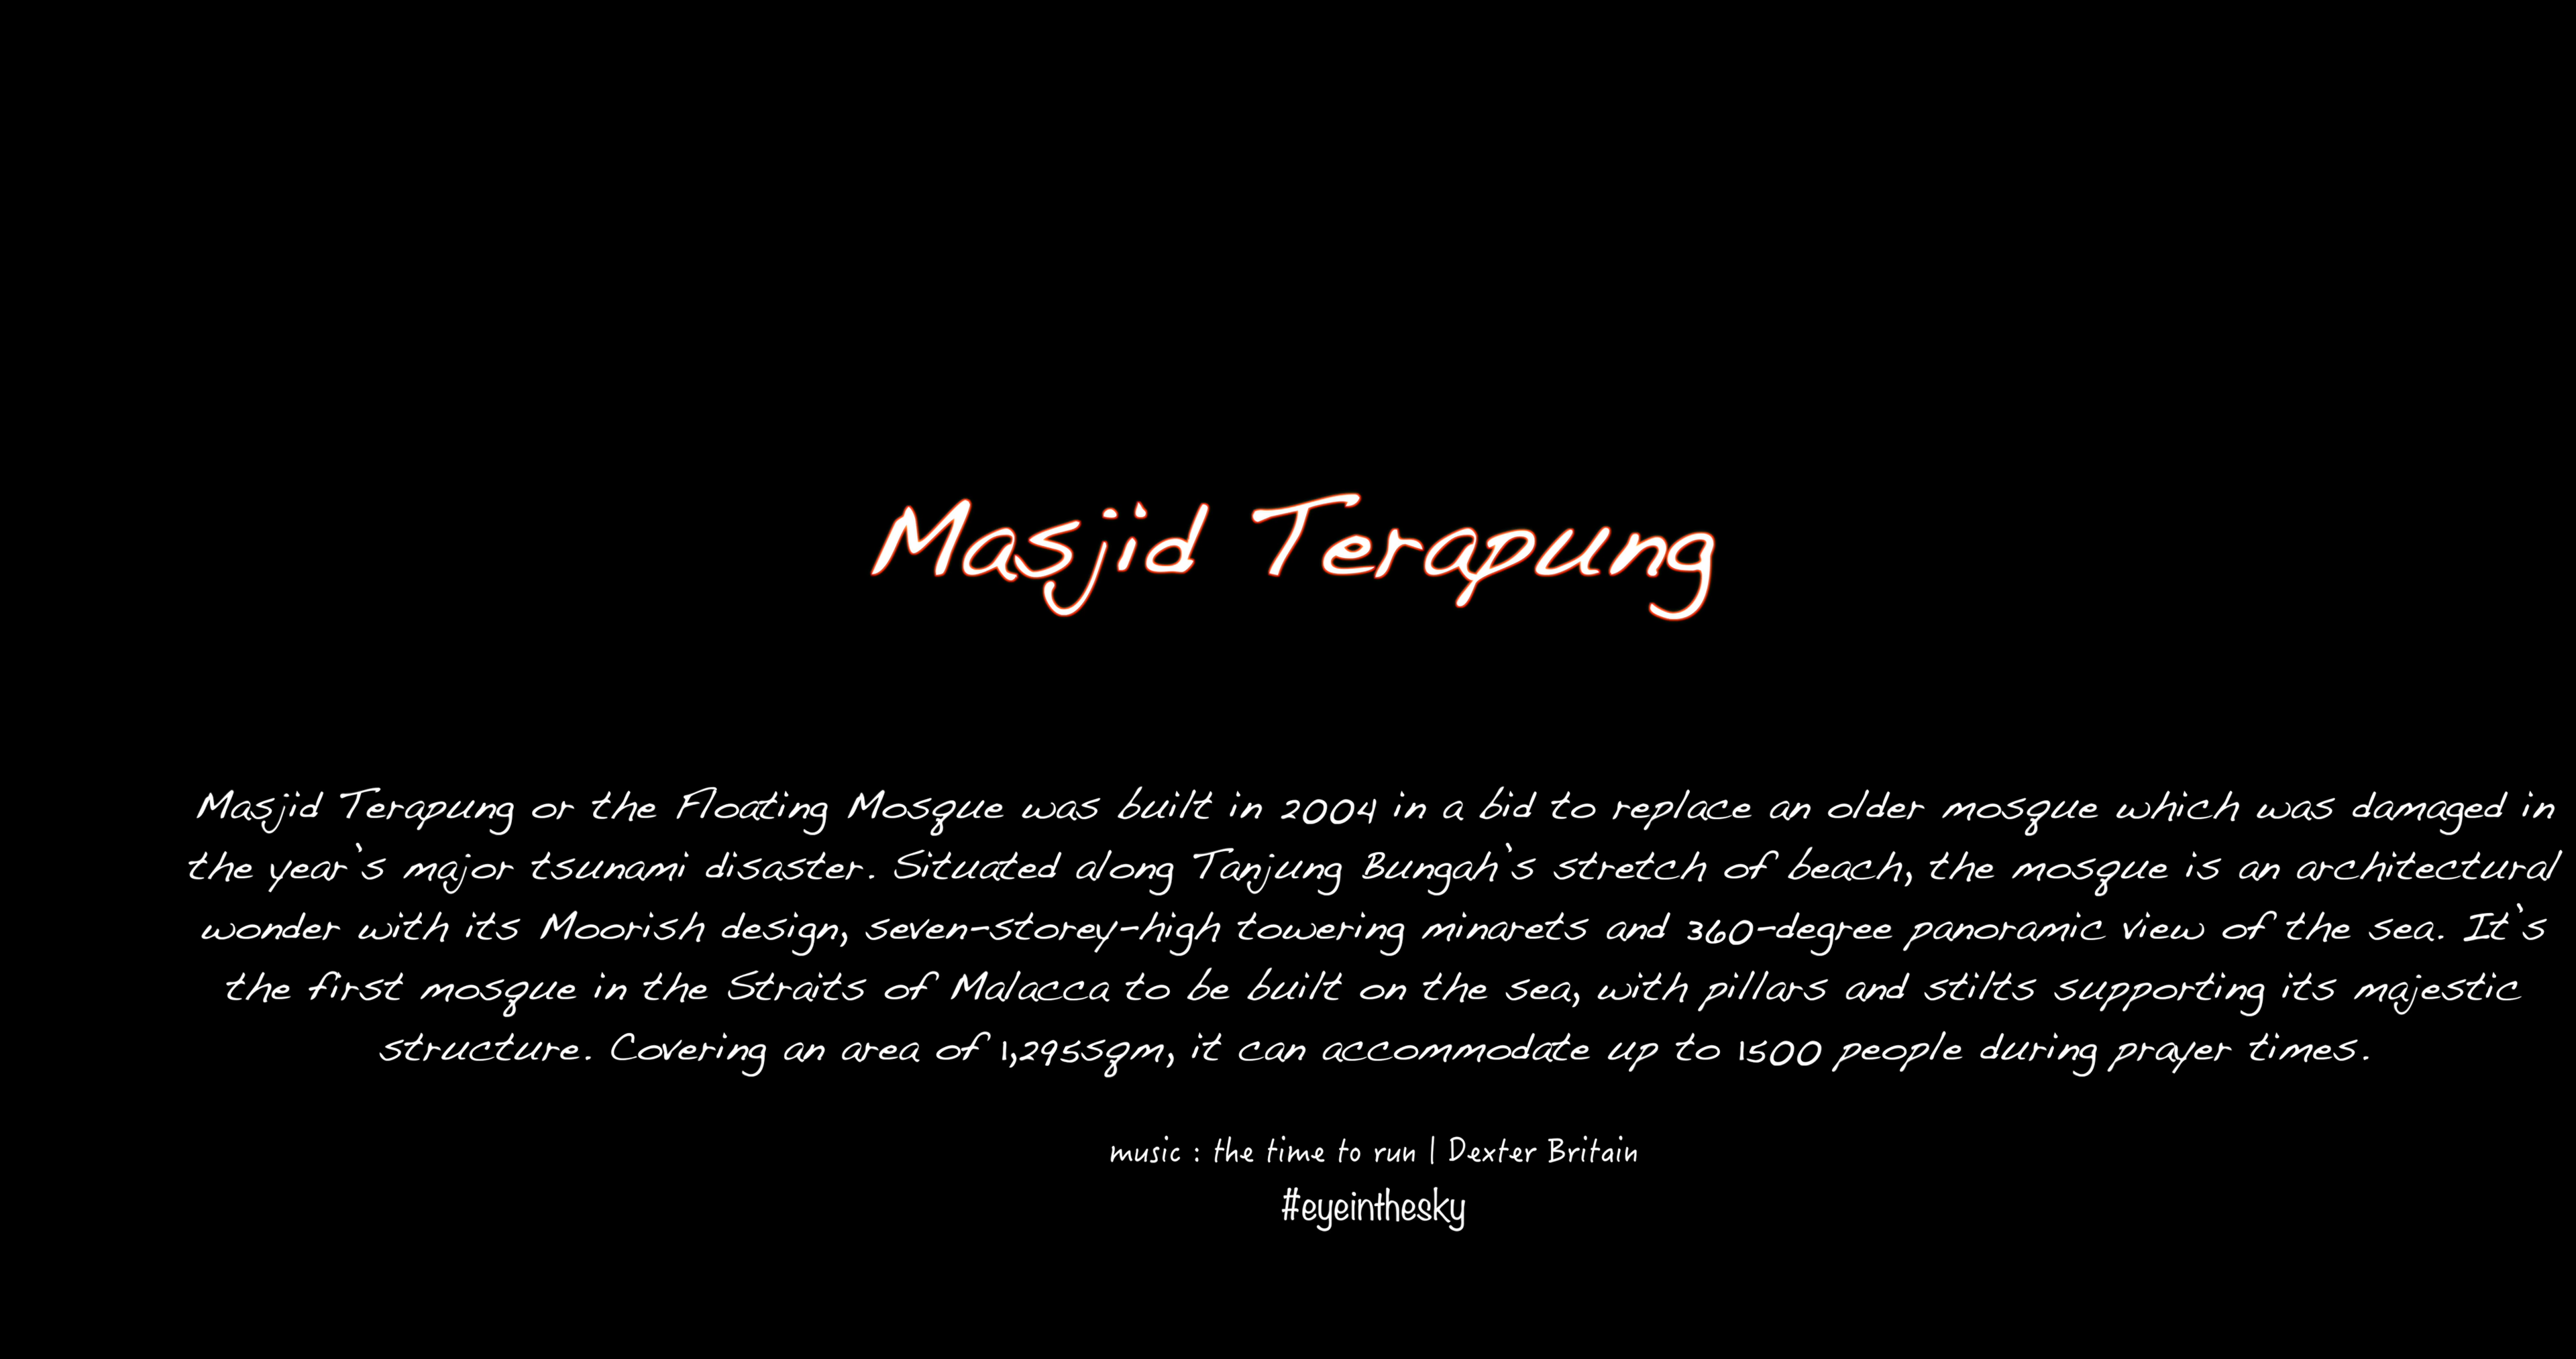 Masjid Terapung
Masjid Terapung or the Floating Mosque was built in 2004 in a bid to replace an older mosque which was damaged in
the year's major tsunami disaster. Situated along Tanjung Bungah's stretch of beach, the mosque is an architectural
wonder with its Moorish design, seven-storey-high towering minarets and 360-degree panoramic view of the sea. It's
the first mosque in the Straits of Malacca to be built on the sea, with pillars and stilts supporting its majestic
structure. Covering an area of 1,295sqm, it can accommodate up to 1500 people during prayer times.
music : the time to run | Dexter Britain
#eyeinthesky